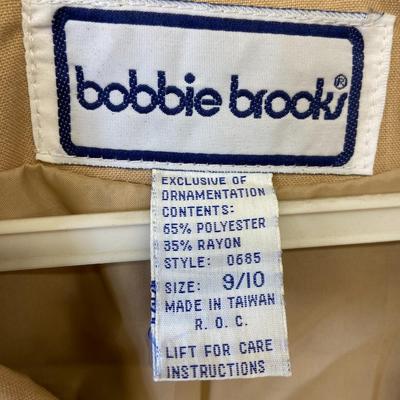 bobbie brooks®
EXCLUSIVE OF
ORNAMENTATION
CONTENTS:
65% POLYESTER
35% RAYON
STYLE: 0685
SIZE: 9/10
MADE IN TAIWAN
R. O. C.
LIFT FOR CARE
INSTRUCTIONS